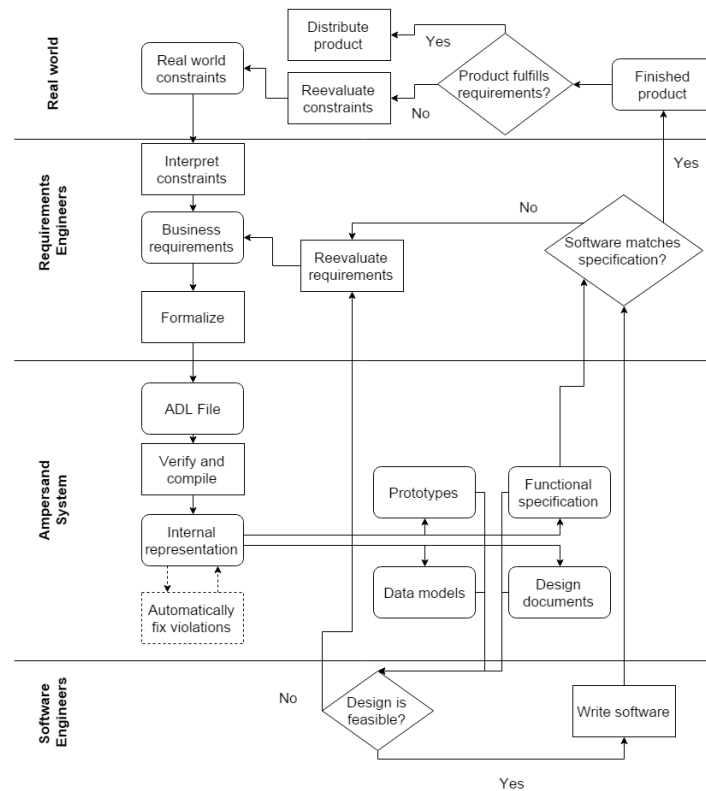 Real world
Distribute
product
Yes
Real world
constraints
Reevaluate
constraints
Product fulfills
requirements?
Finished
product
No
Yes
Requirements
Engineers
Interpret
constraints
No
Business
requirements
Reevaluate
requirements
Software matches
specification?
Formalize
Ampersand
System
ADL File
Verify and
compile
Prototypes
Functional
specification
Internal
representation
Data models
Design
documents
Automatically
fix violations
Software
Engineers
No
Design is
feasible?
Write software
Yes